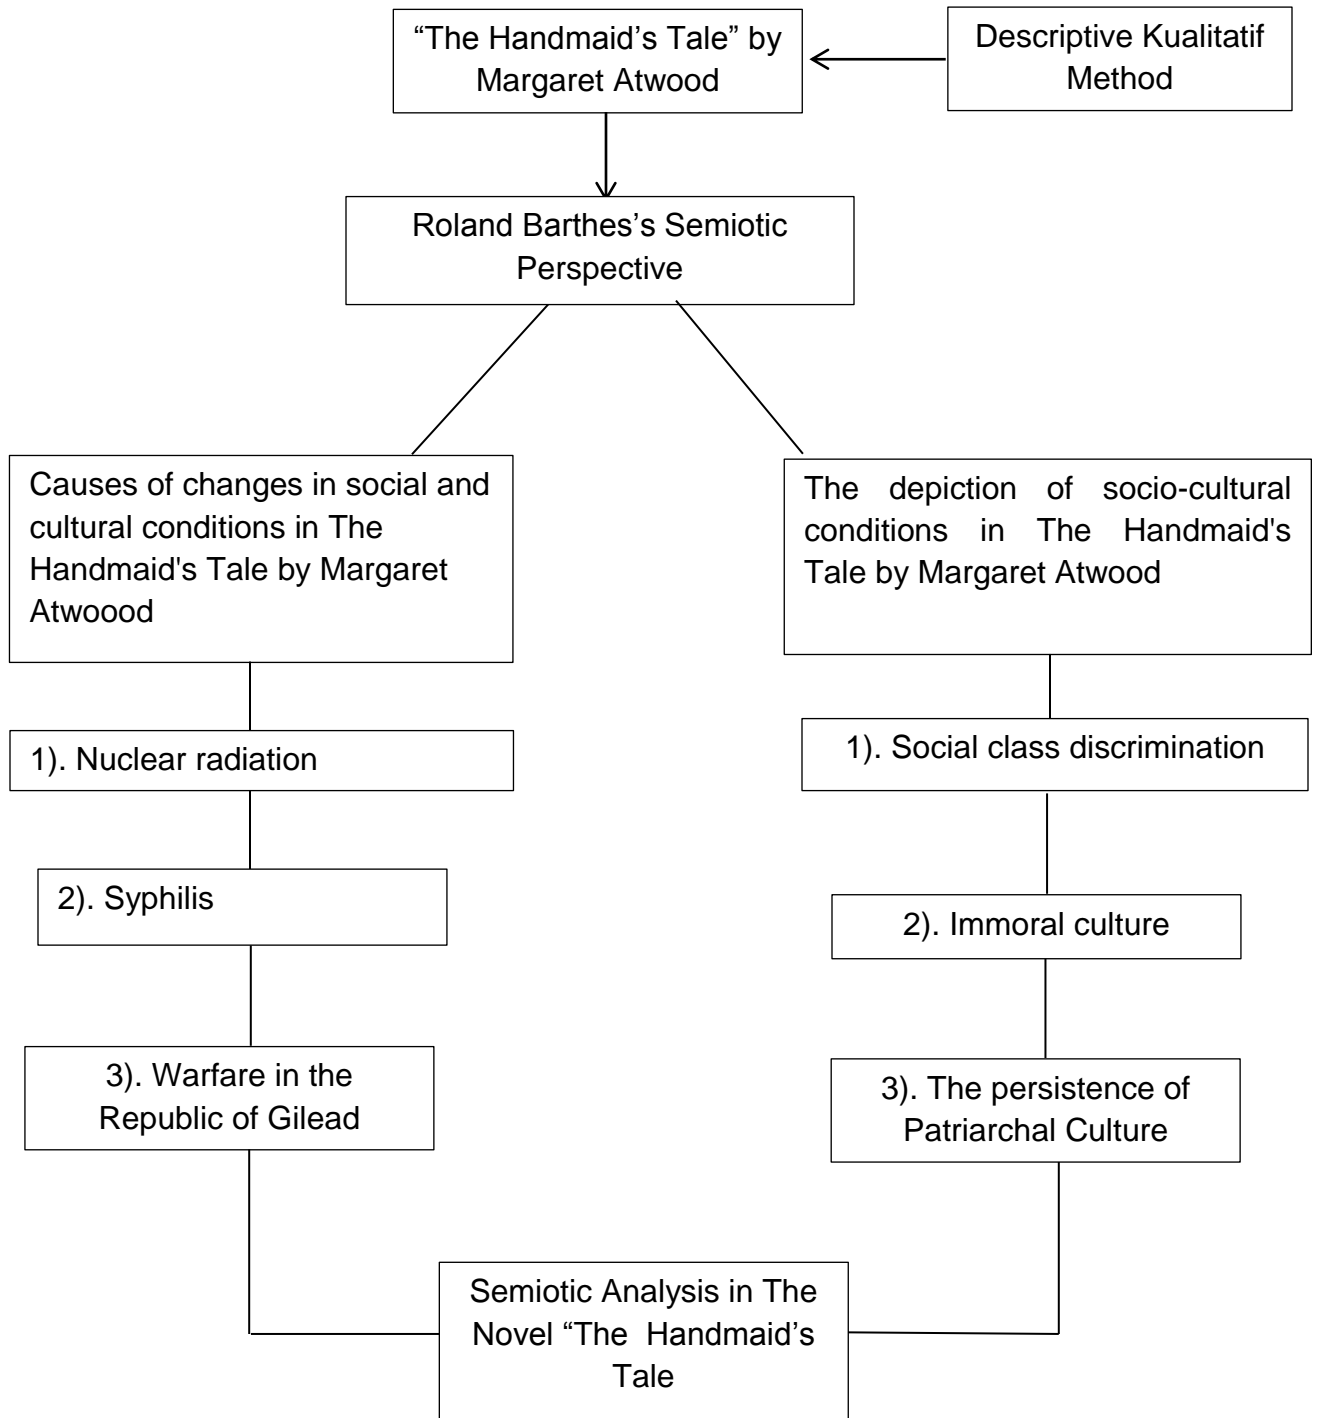 “The Handmaid’s Tale” by
Margaret Atwood
Descriptive Kualitatif
Method
Roland Barthes’s Semiotic
Perspective
Causes of changes in social and
cultural conditions in The
Handmaid's Tale by Margaret
Atwoood
The depiction of socio-cultural
conditions in The Handmaid's
Tale by Margaret Atwood
1). Nuclear radiation
1). Social class discrimination
2). Syphilis
2). Immoral culture
3). Warfare in the
Republic of Gilead
3). The persistence of
Patriarchal Culture
Semiotic Analysis in The
Novel “The Handmaid’s
Tale